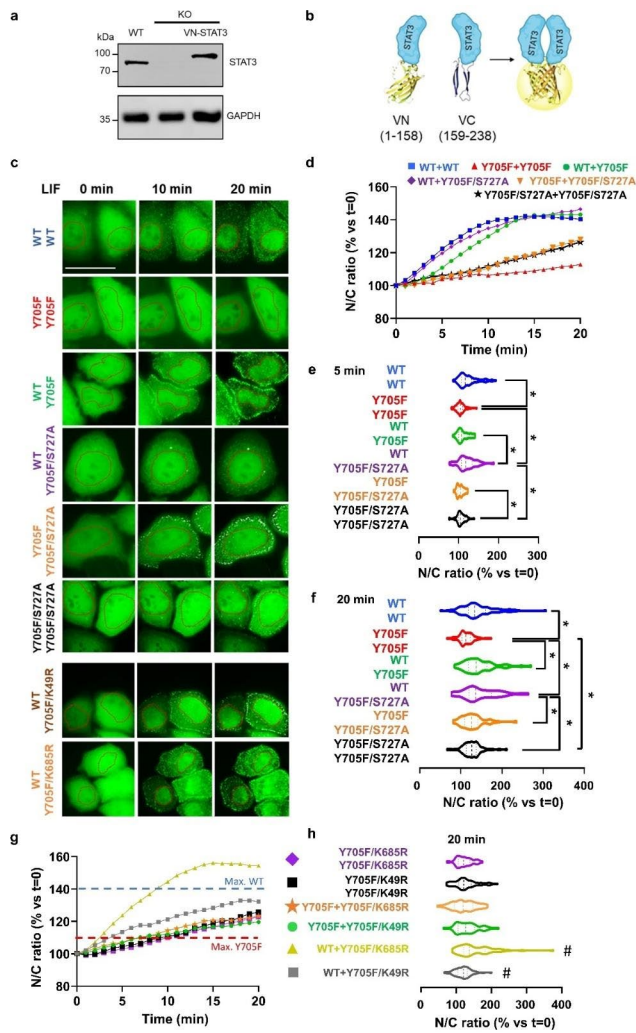 a
KO
WT
VN-STAT3
100
70
STAT3
35
GAPDH
b
STAT3
STAT3
STAT3
STAT3
VN
(1-158)
VC
(159-238)
c
LIF 0 min 10 min 20 min
WT
WT
Y705F
Y705F
WT
Y705F
WT
Y705F/S727A
Y705F
Y705F/S727A
Y705F/S727A
Y705F/S727A
WT
Y705F/K49R
WT
Y705F/K685R
d
WT+WT Y705F+Y705F WT+Y705F
WT+Y705F/S727A Y705F+Y705F/S727A
Y705F/S727A+Y705F/S727A
N/C ratio (% vs t=0)
160
140
120
100
80
0 5 10 15 20
Time (min)
e 5 min
WT
WT
Y705F
Y705F
WT
Y705F
WT
Y705F/S727A
Y705F
Y705F/S727A
Y705F/S727A
Y705F/S727A
*
*
*
*
*
0 100 200 300
N/C ratio (% vs t=0)
f 20 min
WT
WT
Y705F
Y705F
WT
Y705F
WT
Y705F/S727A
Y705F
Y705F/S727A
Y705F/S727A
Y705F/S727A
*
*
*
*
*
*
0 100 200 300 400
N/C ratio (% vs t=0)
g
N/C ratio (% vs t=0)
160
140
120
100
80
Max. WT
Max. Y705F
0 5 10 15 20
Time (min)
h 20 min
Y705F/K685R
Y705F/K685R
Y705F/K49R
Y705F/K49R
Y705F+Y705F/K685R
Y705F+Y705F/K49R
WT+Y705F/K685R
#
WT+Y705F/K49R
#
0 100 200 300 400
N/C ratio (% vs t=0)